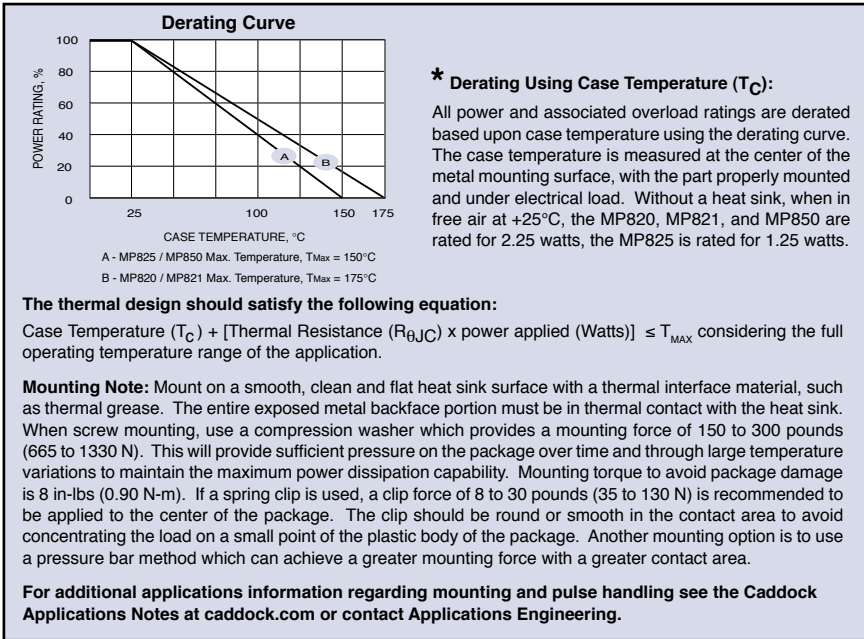 Derating Curve
100
80
60
40
20
0
POWER RATING, %
A
B
25
100
150
175
CASE TEMPERATURE, °C
A - MP825 / MP850 Max. Temperature, TMax = 150°C
B - MP820 / MP821 Max. Temperature, TMax = 175°C
* Derating Using Case Temperature (TC):
All power and associated overload ratings are derated
based upon case temperature using the derating curve.
The case temperature is measured at the center of the
metal mounting surface, with the part properly mounted
and under electrical load. Without a heat sink, when in
free air at +25°C, the MP820, MP821, and MP850 are
rated for 2.25 watts, the MP825 is rated for 1.25 watts.
The thermal design should satisfy the following equation:
Case Temperature (TC) + [Thermal Resistance (RθJC) x power applied (Watts)] ≤ TMAX considering the full
operating temperature range of the application.
Mounting Note: Mount on a smooth, clean and flat heat sink surface with a thermal interface material, such
as thermal grease. The entire exposed metal backface portion must be in thermal contact with the heat sink.
When screw mounting, use a compression washer which provides a mounting force of 150 to 300 pounds
(665 to 1330 N). This will provide sufficient pressure on the package over time and through large temperature
variations to maintain the maximum power dissipation capability. Mounting torque to avoid package damage
is 8 in-lbs (0.90 N-m). If a spring clip is used, a clip force of 8 to 30 pounds (35 to 130 N) is recommended to
be applied to the center of the package. The clip should be round or smooth in the contact area to avoid
concentrating the load on a small point of the plastic body of the package. Another mounting option is to use
a pressure bar method which can achieve a greater mounting force with a greater contact area.
For additional applications information regarding mounting and pulse handling see the Caddock
Applications Notes at caddock.com or contact Applications Engineering.